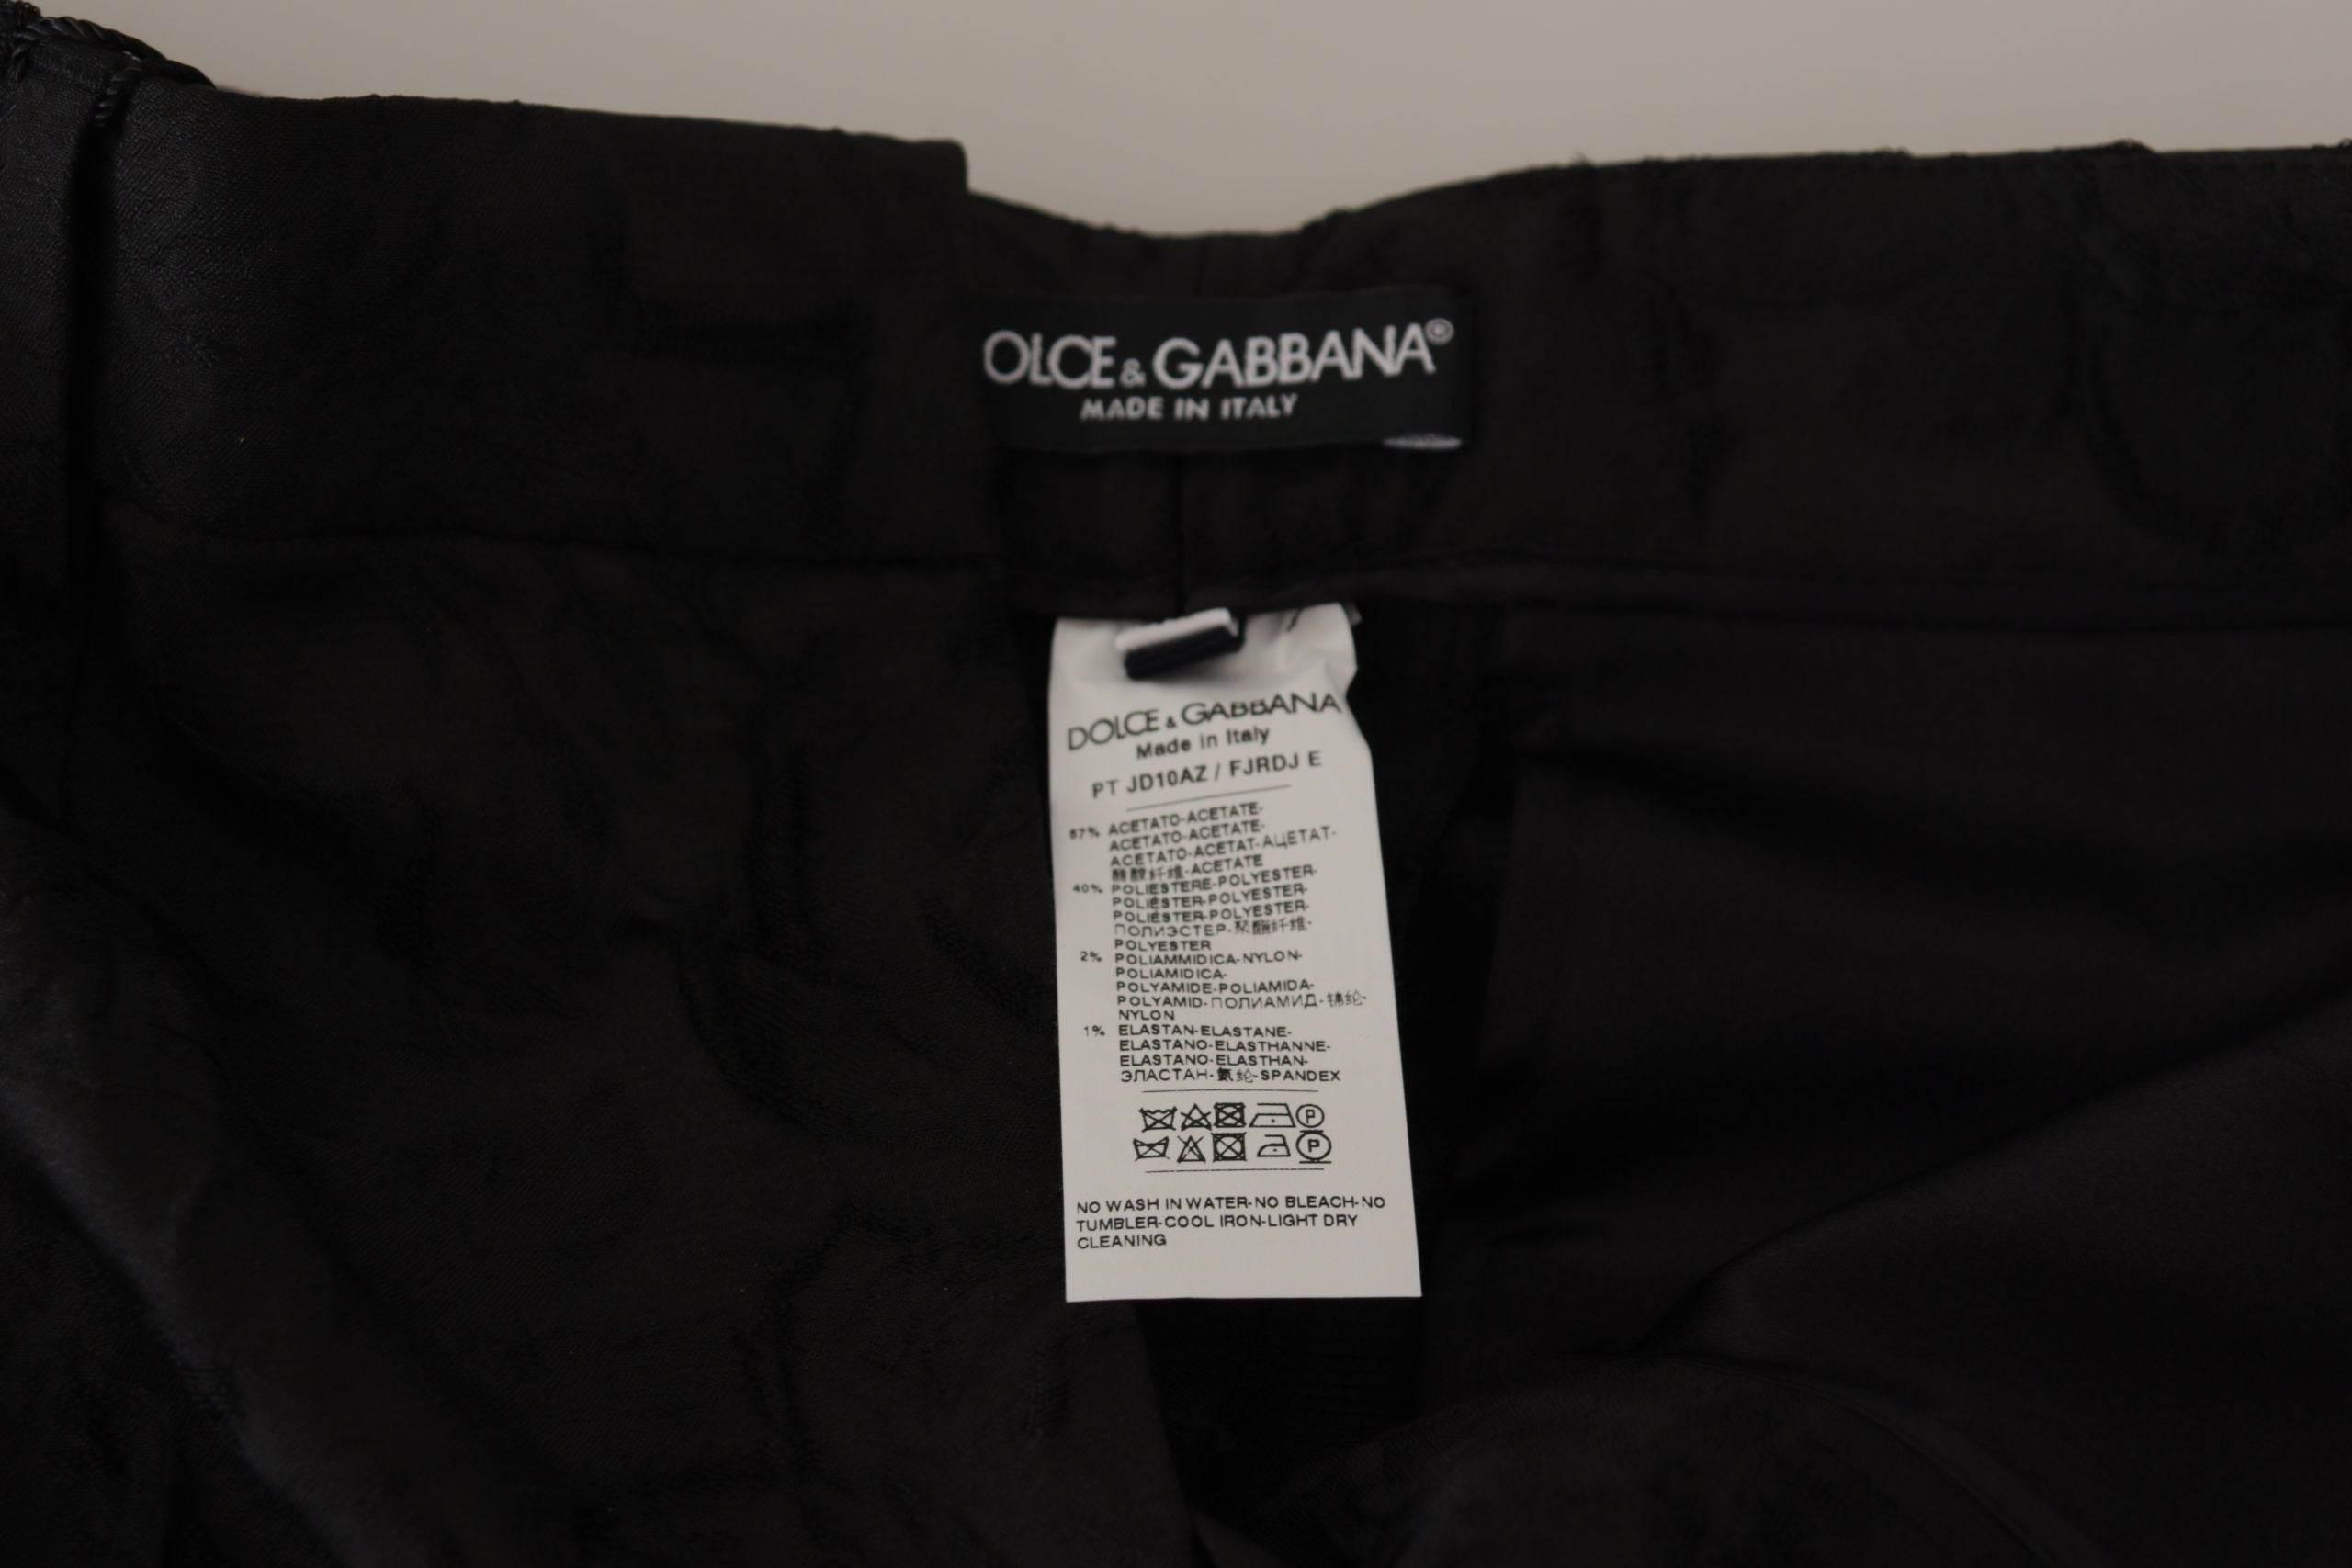 OLCE & GABBANA®
MADE IN ITALY
DOLCE & GABBANA
Made in Italy
PT JD10AZ / FJRDJ E
57% ACETATO-ACETATE-
ACETATO-ACETATE-
ACETATO-ACETAT-АЦЕТАТ-
醋酸纤维-ACETATE
40% POLIESTERE-POLYESTER-
POLIÉSTER-POLYESTER-
POLIÉSTER-POLYESTER-
ПОЛИЭСТЕР-聚酯纤维-
POLYESTER
2% POLIAMMIDICA-NYLON-
POLIAMIDICA-
POLYAMIDE-POLIAMIDA-
POLYAMID-ПОЛИАМИД-锦纶-
NYLON
1% ELASTAN-ELASTANE-
ELASTANO-ELASTHANNE-
ELASTANO-ELASTHAN-
ЭЛАСТАН-氨纶-SPANDEX
P
P
NO WASH IN WATER-NO BLEACH-NO
TUMBLER-COOL IRON-LIGHT DRY
CLEANING